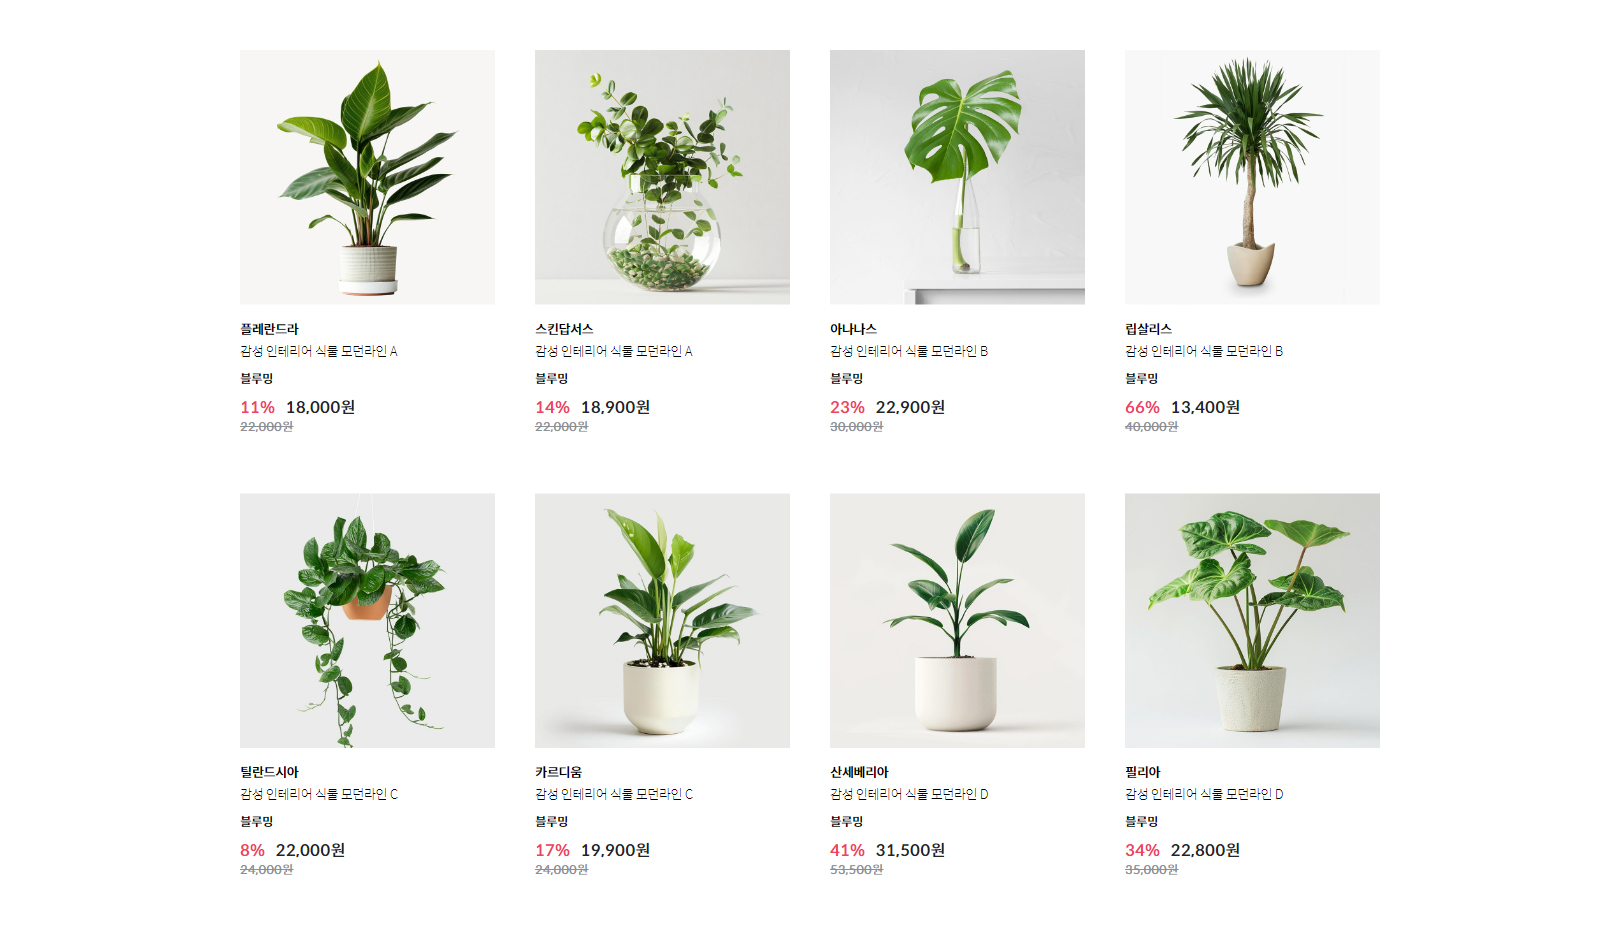 플레란드라
감성 인테리어 식물 모던라인 A
블루밍
11% 18,000원
22,000원
스킨답서스
감성 인테리어 식물 모던라인 A
블루밍
14% 18,900원
22,000원
아나나스
감성 인테리어 식물 모던라인 B
블루밍
23% 22,900원
30,000원
립살리스
감성 인테리어 식물 모던라인 B
블루밍
66% 13,400원
40,000원
틸란드시아
감성 인테리어 식물 모던라인 C
블루밍
8% 22,000원
24,000원
카르디움
감성 인테리어 식물 모던라인 C
블루밍
17% 19,900원
24,000원
산세베리아
감성 인테리어 식물 모던라인 D
블루밍
41% 31,500원
53,500원
필리아
감성 인테리어 식물 모던라인 D
블루밍
34% 22,800원
35,000원